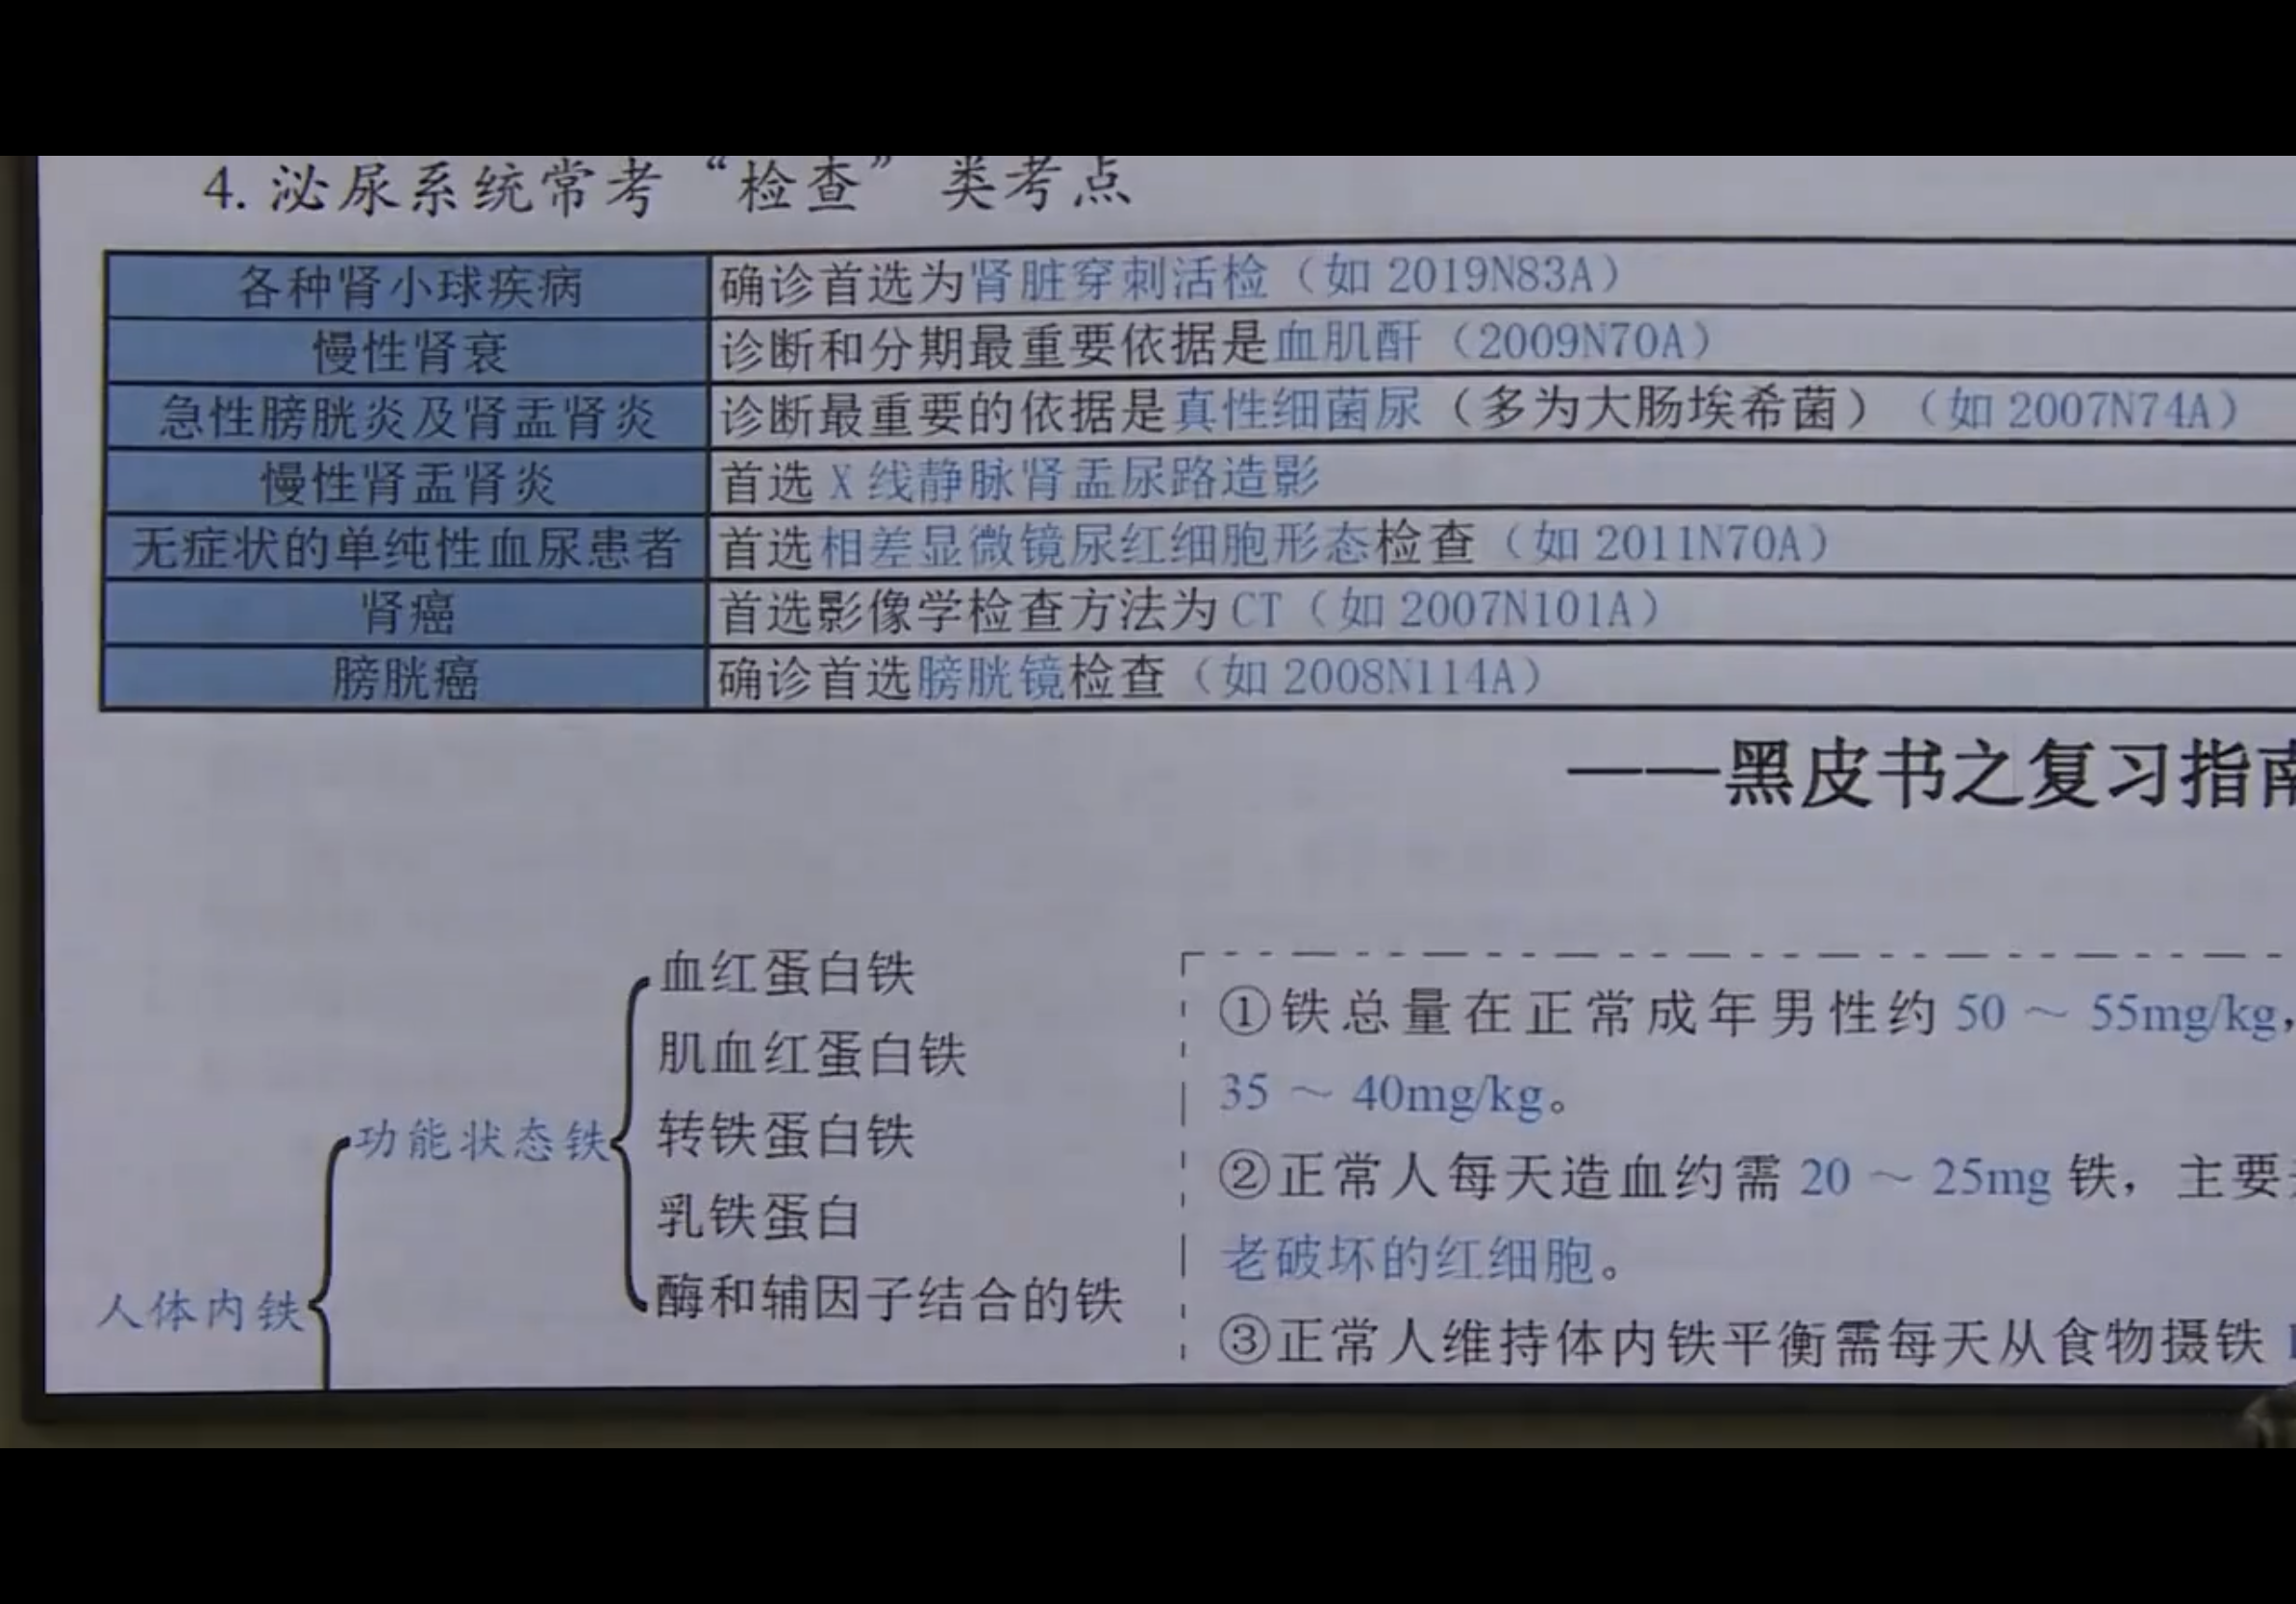 4. 泌尿系统常考“检查”类考点
各种肾小球疾病 确诊首选为肾脏穿刺活检（如 2019N83A）
慢性肾衰 诊断和分期最重要依据是血肌酐（2009N70A）
急性膀胱炎及肾盂肾炎 诊断最重要的依据是真性细菌尿（多为大肠埃希菌）（如 2007N74A）
慢性肾盂肾炎 首选 X 线静脉肾盂尿路造影
无症状的单纯性血尿患者 首选相差显微镜尿红细胞形态检查（如 2011N70A）
肾癌 首选影像学检查方法为 CT（如 2007N101A）
膀胱癌 确诊首选膀胱镜检查（如 2008N114A）
——黑皮书之复习指南
人体内铁
功能状态铁
血红蛋白铁
肌血红蛋白铁
转铁蛋白铁
乳铁蛋白
酶和辅因子结合的铁
①铁总量在正常成年男性约 50 ～ 55mg/kg，
35 ～ 40mg/kg。
②正常人每天造血约需 20 ～ 25mg 铁，主要
老破坏的红细胞。
③正常人维持体内铁平衡需每天从食物摄铁